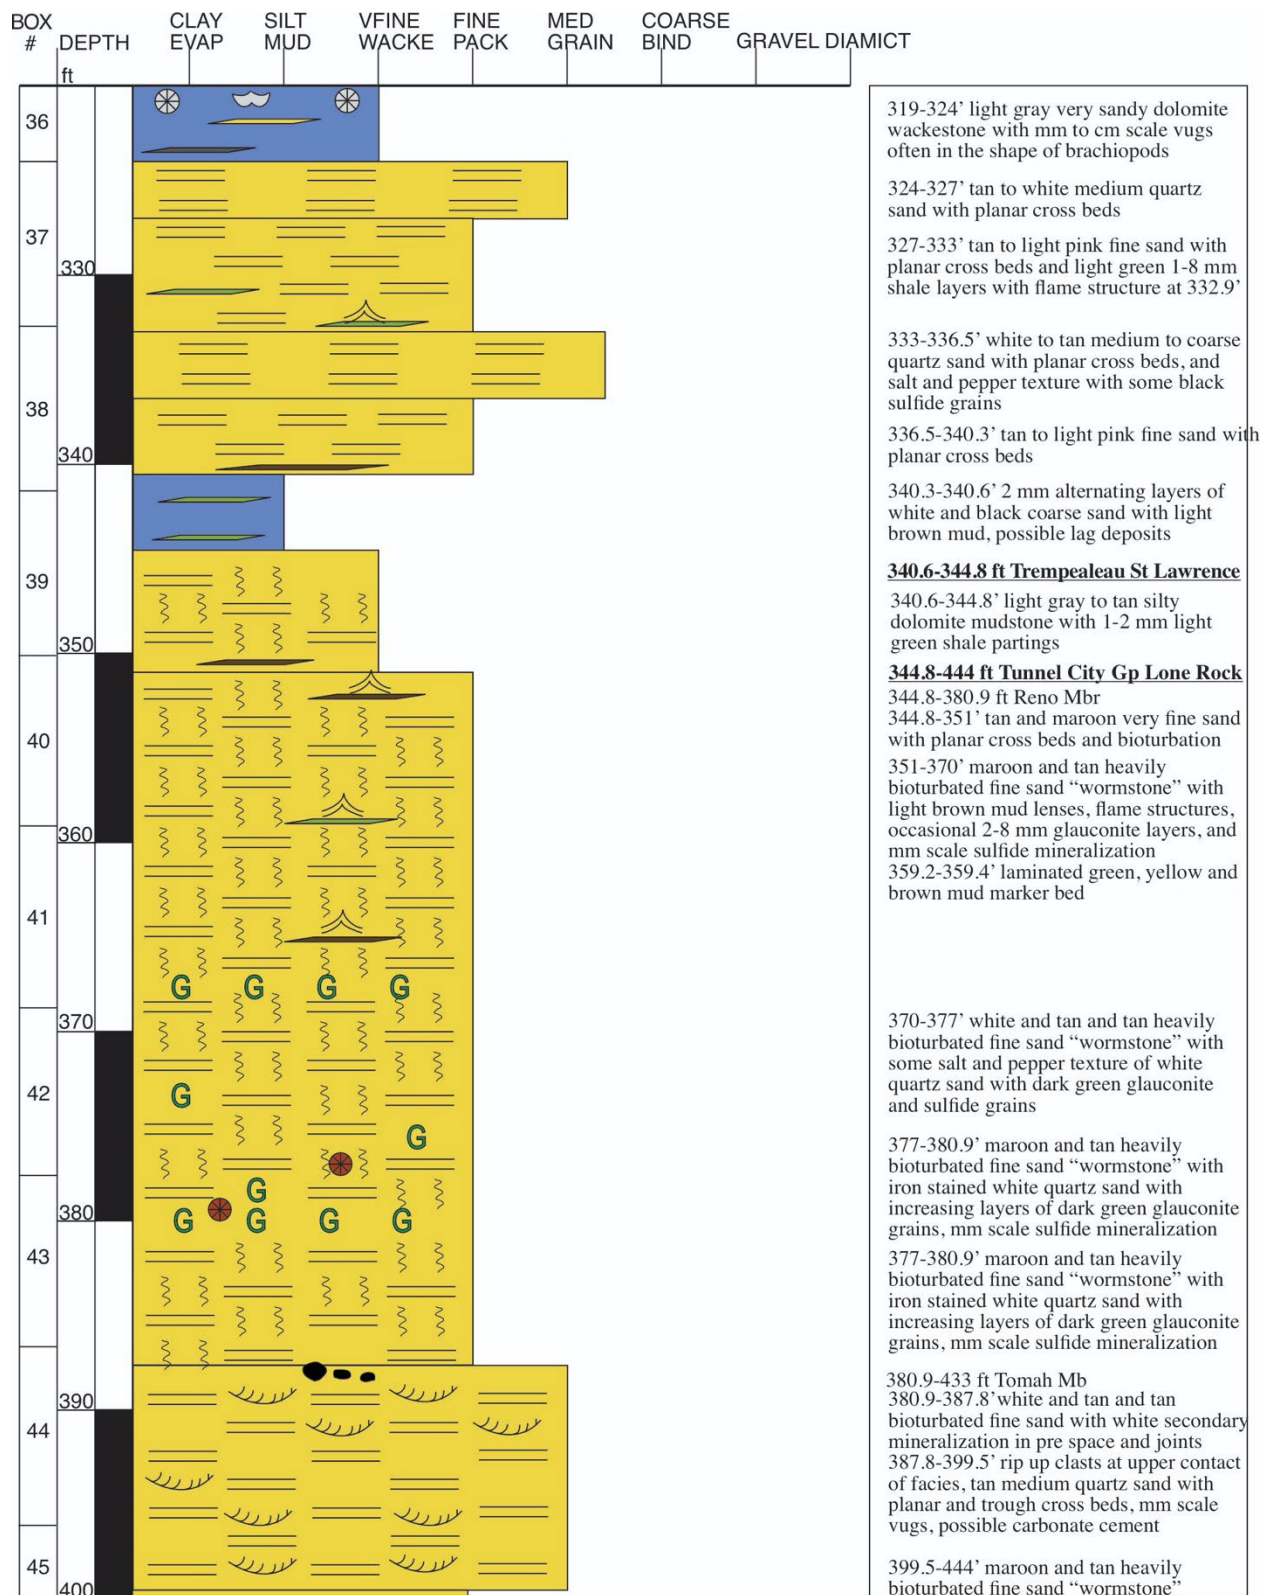 BOX CLAY SILT VFINE FINE MED COARSE
# DEPTH EVAP MUD WACKE PACK GRAIN BIND GRAVEL DIAMICT
ft
36
37
330
38
340
39
350
40
360
41
G G G G
370
42
G
G
G
380
G G G G
43
390
44
45
400
319-324’ light gray very sandy dolomite
wackestone with mm to cm scale vugs
often in the shape of brachiopods
324-327’ tan to white medium quartz
sand with planar cross beds
327-333’ tan to light pink fine sand with
planar cross beds and light green 1-8 mm
shale layers with flame structure at 332.9’
333-336.5’ white to tan medium to coarse
quartz sand with planar cross beds, and
salt and pepper texture with some black
sulfide grains
336.5-340.3’ tan to light pink fine sand with
planar cross beds
340.3-340.6’ 2 mm alternating layers of
white and black coarse sand with light
brown mud, possible lag deposits
340.6-344.8 ft Trempealeau St Lawrence
340.6-344.8’ light gray to tan silty
dolomite mudstone with 1-2 mm light
green shale partings
344.8-444 ft Tunnel City Gp Lone Rock
344.8-380.9 ft Reno Mbr
344.8-351’ tan and maroon very fine sand
with planar cross beds and bioturbation
351-370’ maroon and tan heavily
bioturbated fine sand “wormstone” with
light brown mud lenses, flame structures,
occasional 2-8 mm glauconite layers, and
mm scale sulfide mineralization
359.2-359.4’ laminated green, yellow and
brown mud marker bed
370-377’ white and tan and tan heavily
bioturbated fine sand “wormstone” with
some salt and pepper texture of white
quartz sand with dark green glauconite
and sulfide grains
377-380.9’ maroon and tan heavily
bioturbated fine sand “wormstone” with
iron stained white quartz sand with
increasing layers of dark green glauconite
grains, mm scale sulfide mineralization
377-380.9’ maroon and tan heavily
bioturbated fine sand “wormstone” with
iron stained white quartz sand with
increasing layers of dark green glauconite
grains, mm scale sulfide mineralization
380.9-433 ft Tomah Mb
380.9-387.8’white and tan and tan
bioturbated fine sand with white secondary
mineralization in pre space and joints
387.8-399.5’ rip up clasts at upper contact
of facies, tan medium quartz sand with
planar and trough cross beds, mm scale
vugs, possible carbonate cement
399.5-444’ maroon and tan heavily
bioturbated fine sand “wormstone”